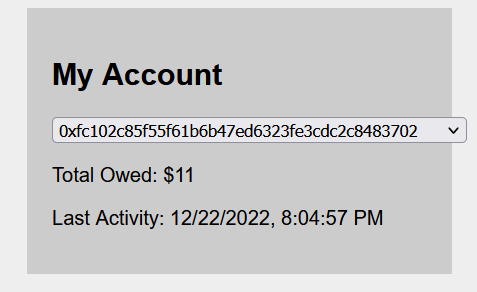 My Account
0xfc102c85f55f61b6b47ed6323fe3cdc2c8483702
Total Owed: $11
Last Activity: 12/22/2022, 8:04:57 PM